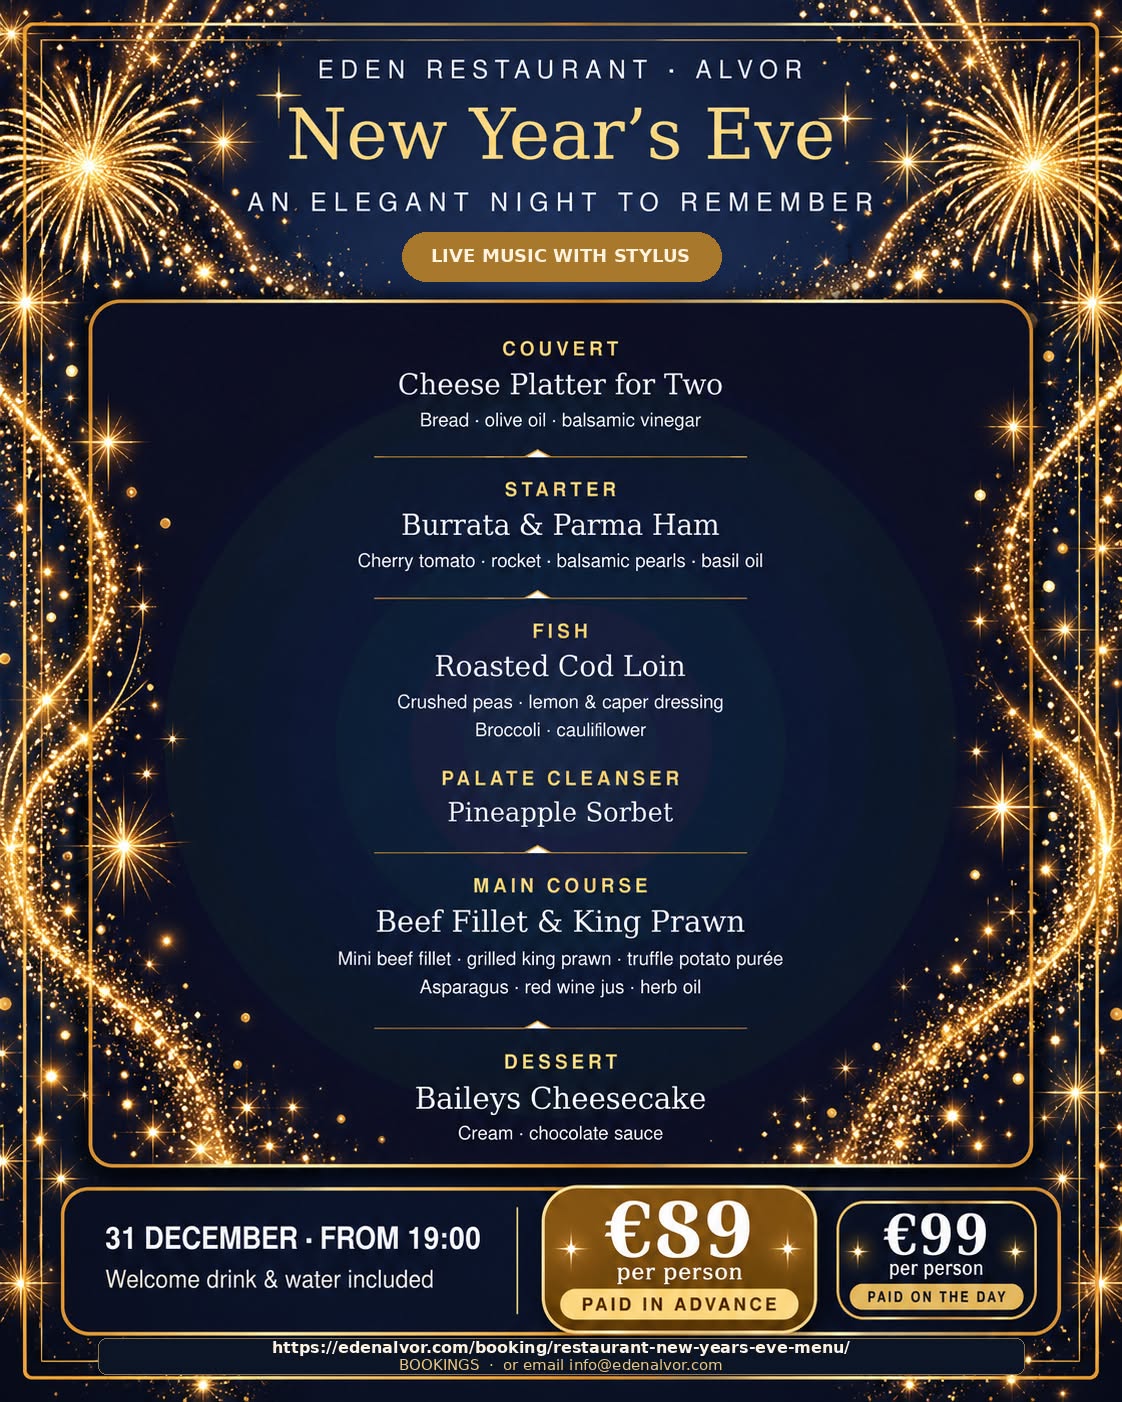 EDEN RESTAURANT · ALVOR
New Year’s Eve
AN ELEGANT NIGHT TO REMEMBER
LIVE MUSIC WITH STYLUS
COUVERT
Cheese Platter for Two
Bread · olive oil · balsamic vinegar
STARTER
Burrata & Parma Ham
Cherry tomato · rocket · balsamic pearls · basil oil
FISH
Roasted Cod Loin
Crushed peas · lemon & caper dressing
Broccoli · cauliflower
PALATE CLEANSER
Pineapple Sorbet
MAIN COURSE
Beef Fillet & King Prawn
Mini beef fillet · grilled king prawn · truffle potato purée
Asparagus · red wine jus · herb oil
DESSERT
Baileys Cheesecake
Cream · chocolate sauce
31 DECEMBER · FROM 19:00
Welcome drink & water included
€89
per person
PAID IN ADVANCE
€99
per person
PAID ON THE DAY
https://edenalvor.com/booking/restaurant-new-years-eve-menu/
BOOKINGS · or email info@edenalvor.com